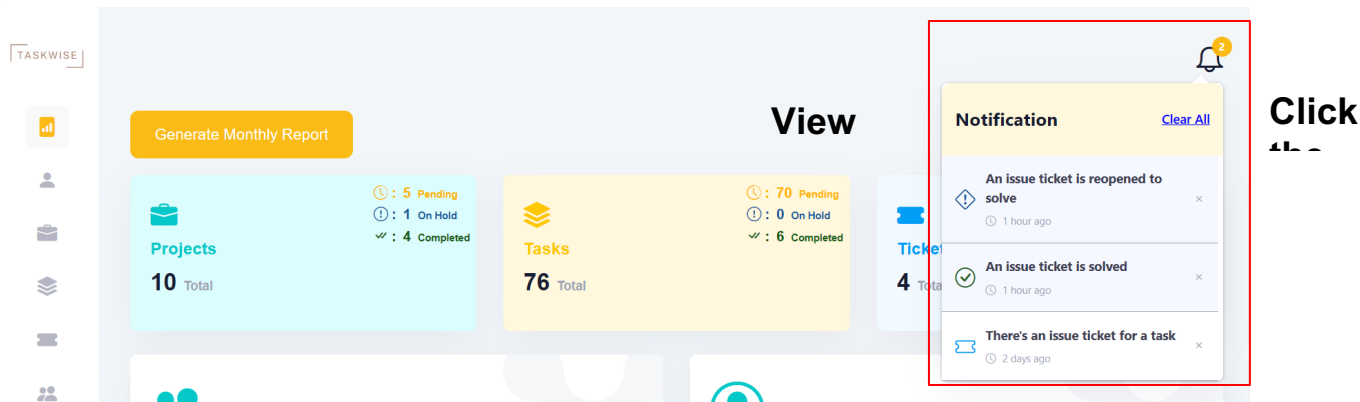 TASKWISE
2
View
Click
the
Notification
Clear All
Generate Monthly Report
An issue ticket is reopened to
solve
1 hour ago
An issue ticket is solved
1 hour ago
There's an issue ticket for a task
2 days ago
: 5 Pending
: 1 On Hold
: 4 Completed
Projects
10 Total
: 70 Pending
: 0 On Hold
: 6 Completed
Tasks
76 Total
Ticke
4 Tota